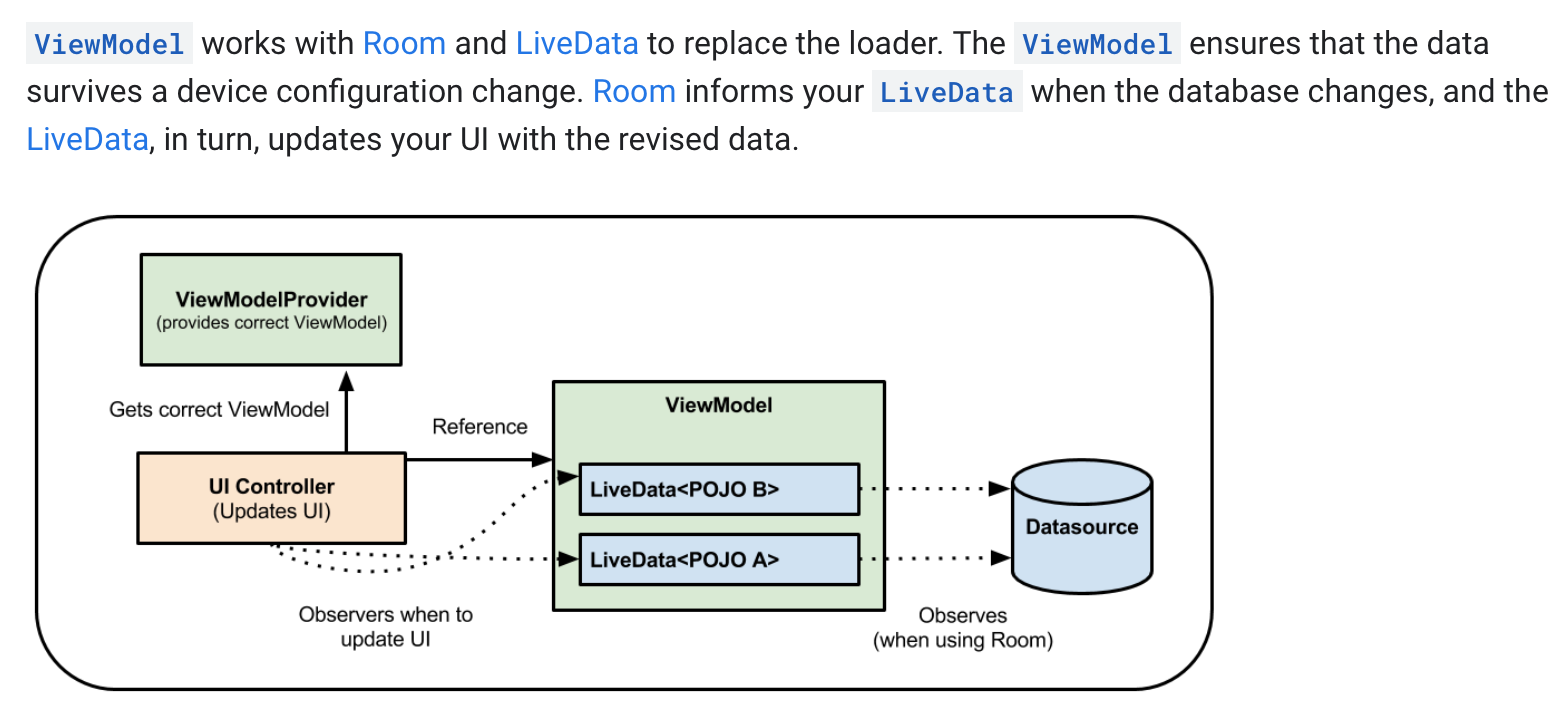 ViewModel works with Room and LiveData to replace the loader. The ViewModel ensures that the data
survives a device configuration change. Room informs your LiveData when the database changes, and the
LiveData, in turn, updates your UI with the revised data.
ViewModelProvider
(provides correct ViewModel)
Gets correct ViewModel
Reference
UI Controller
(Updates UI)
ViewModel
LiveData<POJO B>
LiveData<POJO A>
Datasource
Observers when to
update UI
Observes
(when using Room)